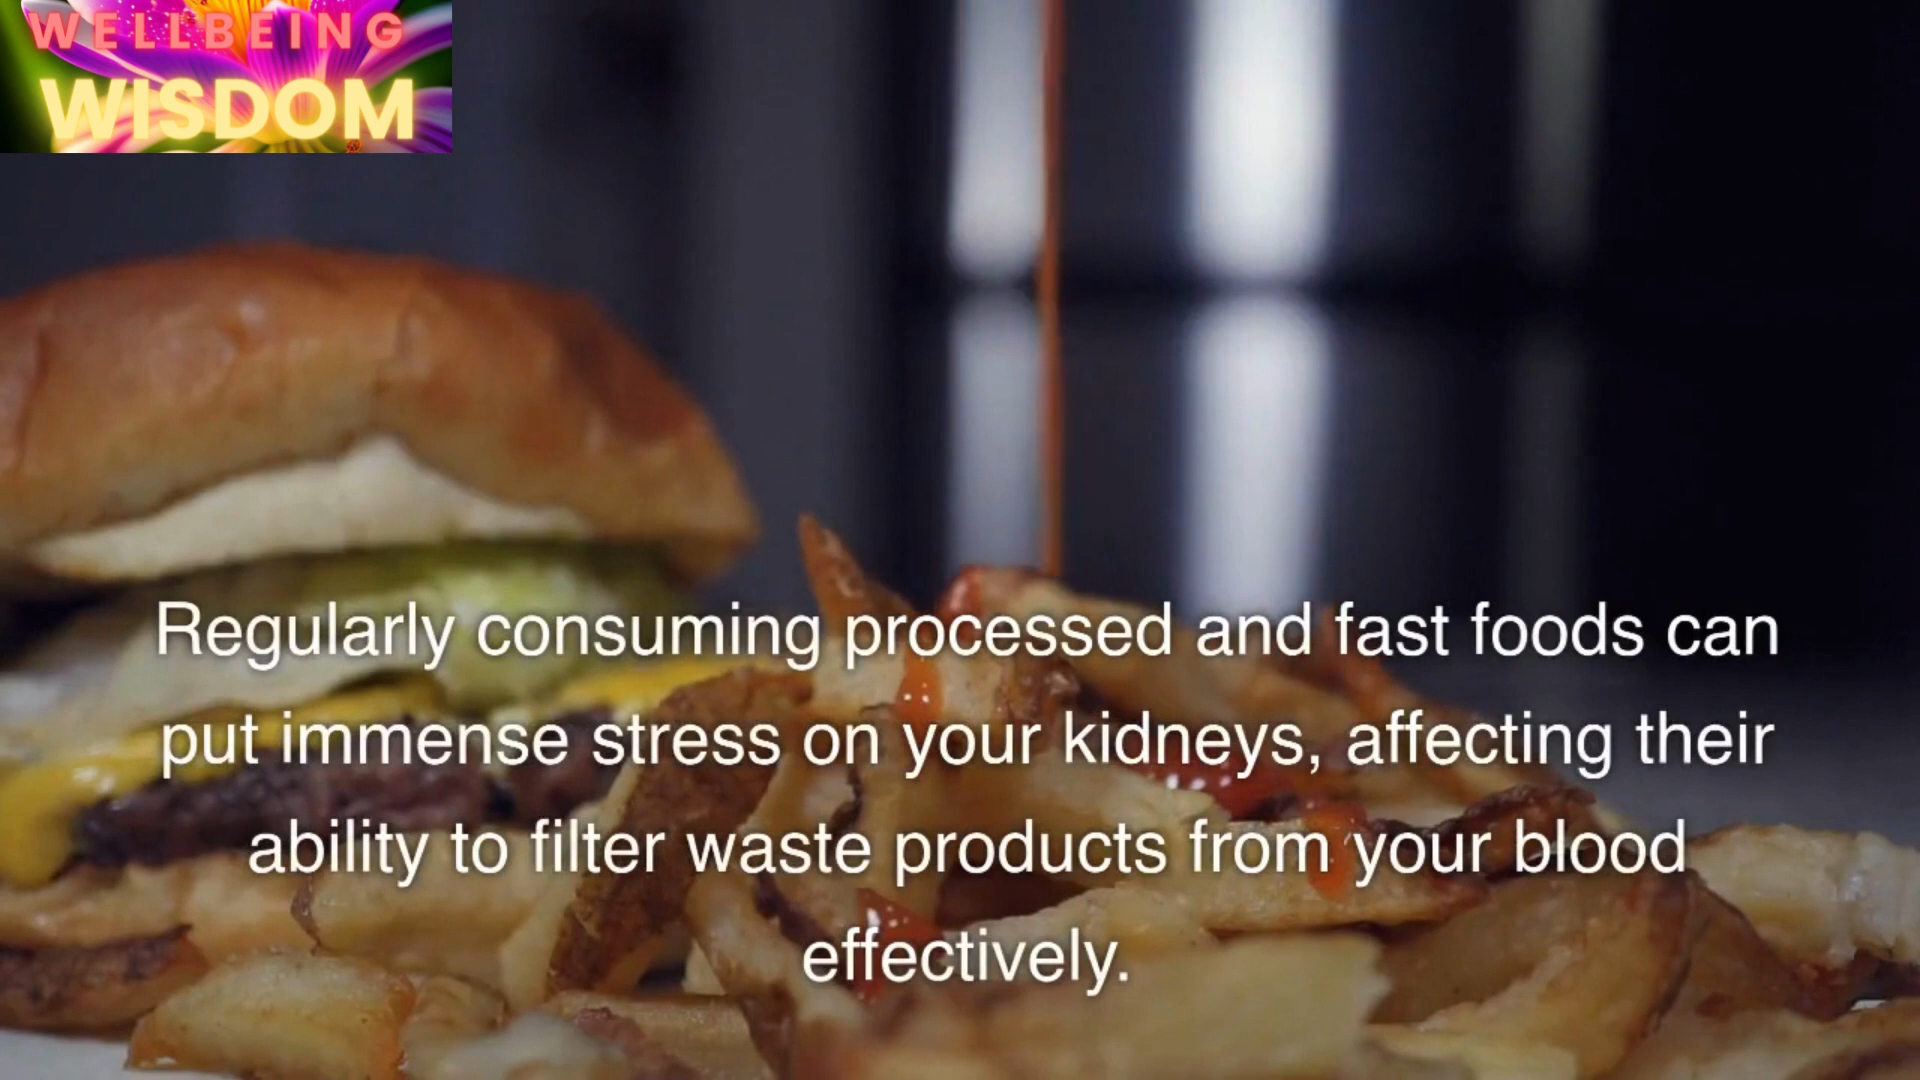 WELLBEING
WISDOM
Regularly consuming processed and fast foods can
put immense stress on your kidneys, affecting their
ability to filter waste products from your blood
effectively.